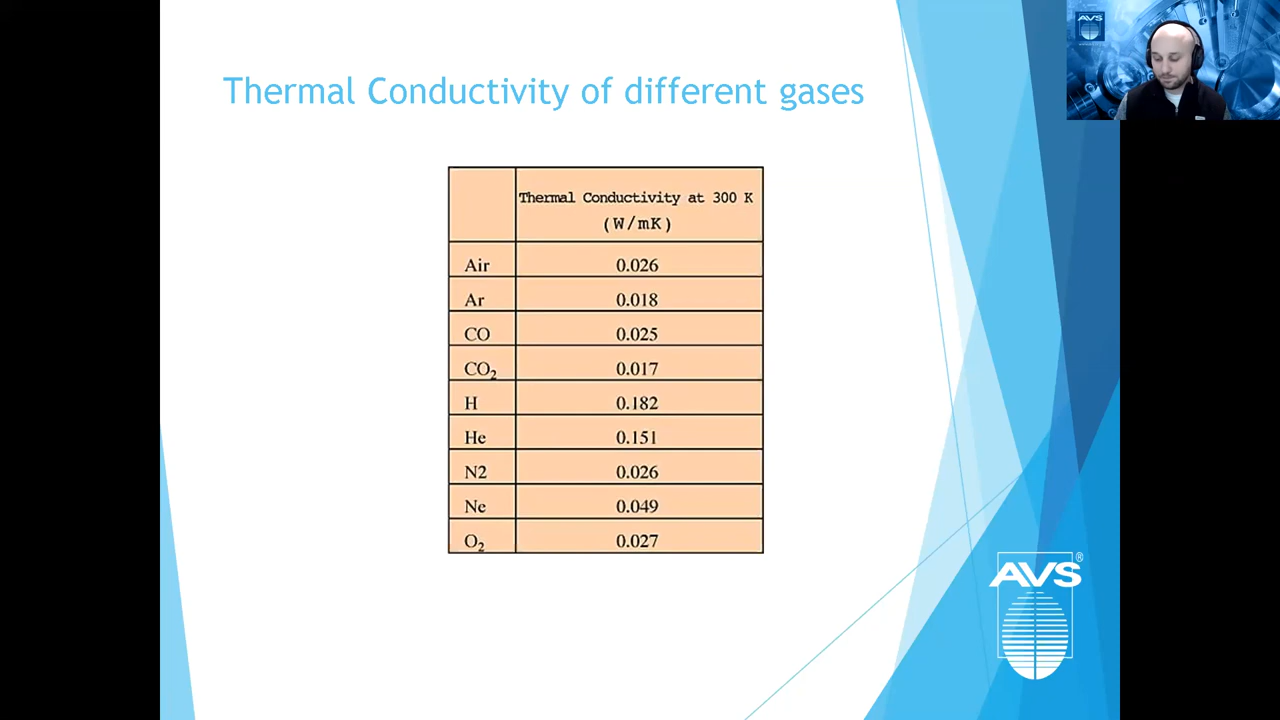 AVS
Thermal Conductivity of different gases
Thermal Conductivity at 300 K
(W/mK)
Air 0.026
Ar 0.018
CO 0.025
CO₂ 0.017
H 0.182
He 0.151
N2 0.026
Ne 0.049
O₂ 0.027
AVS®